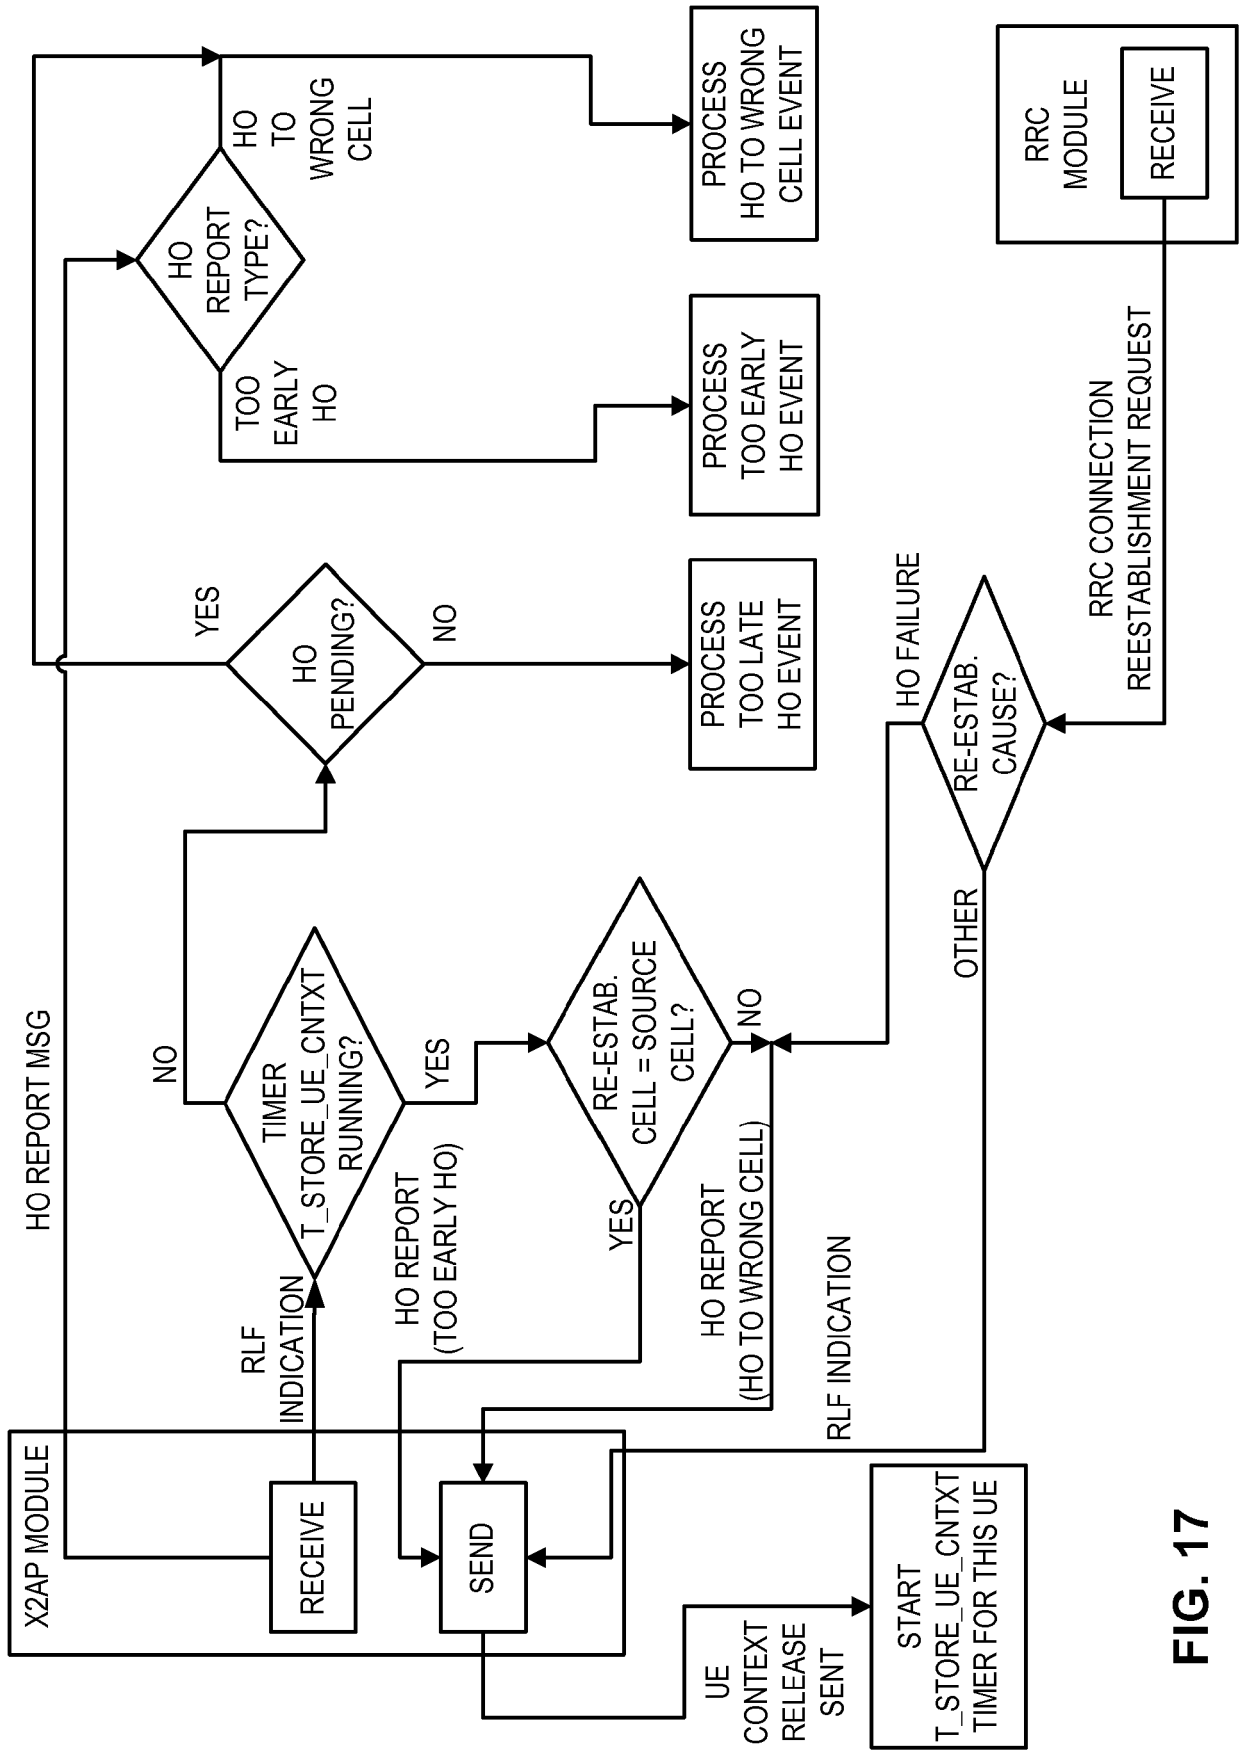 X2AP MODULE
RECEIVE
SEND
HO REPORT MSG
RLF
INDICATION
TIMER
T_STORE_UE_CNTXT
RUNNING?
NO
YES
HO
PENDING?
YES
NO
HO
REPORT
TYPE?
TOO
EARLY
HO
HO
TO
WRONG
CELL
HO REPORT
(TOO EARLY HO)
RE-ESTAB.
CELL = SOURCE
CELL?
YES
NO
HO REPORT
(HO TO WRONG CELL)
PROCESS
TOO LATE
HO EVENT
PROCESS
TOO EARLY
HO EVENT
PROCESS
HO TO WRONG
CELL EVENT
UE
CONTEXT
RELEASE
SENT
START
T_STORE_UE_CNTXT
TIMER FOR THIS UE
RLF INDICATION
OTHER
HO FAILURE
RE-ESTAB.
CAUSE?
RRC CONNECTION
REESTABLISHMENT REQUEST
RRC
MODULE
RECEIVE
FIG. 17